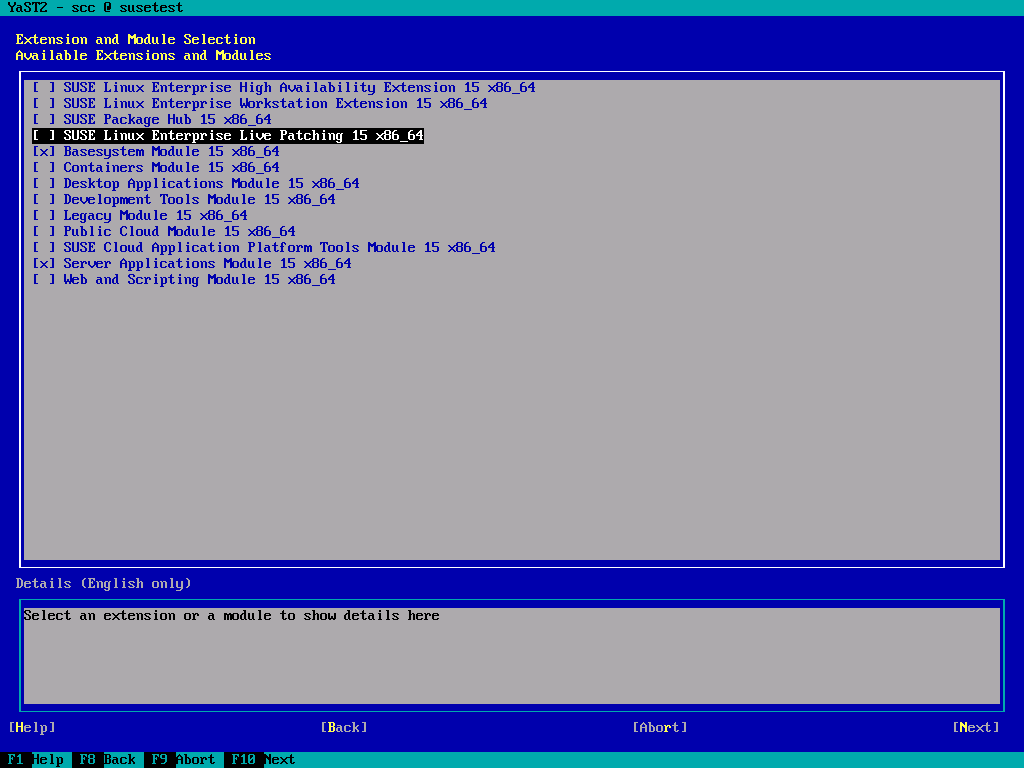 YaST2 - scc @ susetest
Extension and Module Selection
Available Extensions and Modules
[ ] SUSE Linux Enterprise High Availability Extension 15 x86_64
[ ] SUSE Linux Enterprise Workstation Extension 15 x86_64
[ ] SUSE Package Hub 15 x86_64
[ ] SUSE Linux Enterprise Live Patching 15 x86_64
[x] Basesystem Module 15 x86_64
[ ] Containers Module 15 x86_64
[ ] Desktop Applications Module 15 x86_64
[ ] Development Tools Module 15 x86_64
[ ] Legacy Module 15 x86_64
[ ] Public Cloud Module 15 x86_64
[ ] SUSE Cloud Application Platform Tools Module 15 x86_64
[x] Server Applications Module 15 x86_64
[ ] Web and Scripting Module 15 x86_64
Details (English only)
Select an extension or a module to show details here
[Help] [Back] [Abort] [Next]
F1 Help F8 Back F9 Abort F10 Next